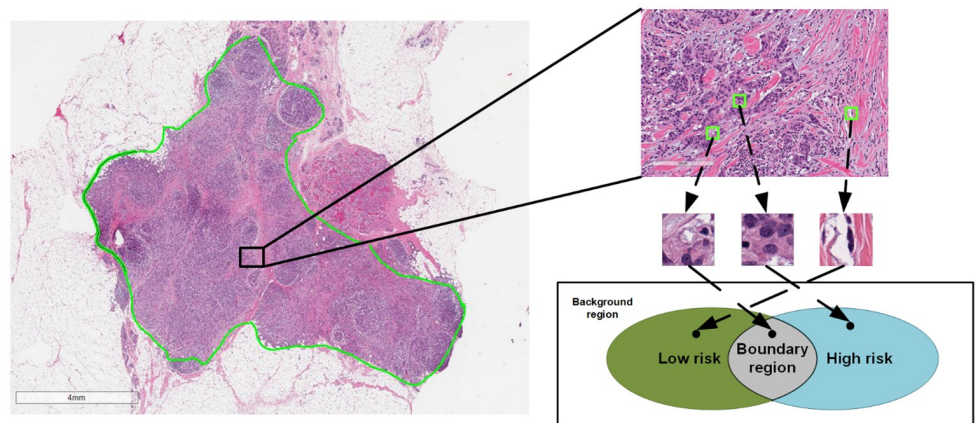 4mm
Background
region
Low risk
Boundary
region
High risk